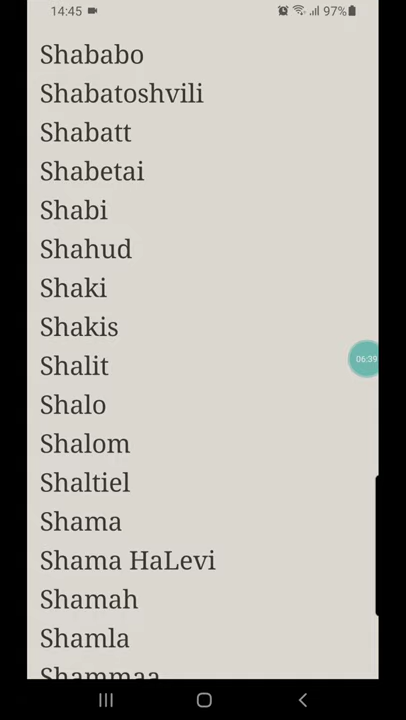 14:45
97%
Shababo
Shabatoshvili
Shabatt
Shabetai
Shabi
Shahud
Shaki
Shakis
Shalit
06:39
Shalo
Shalom
Shaltiel
Shama
Shama HaLevi
Shamah
Shamla
Shammaa